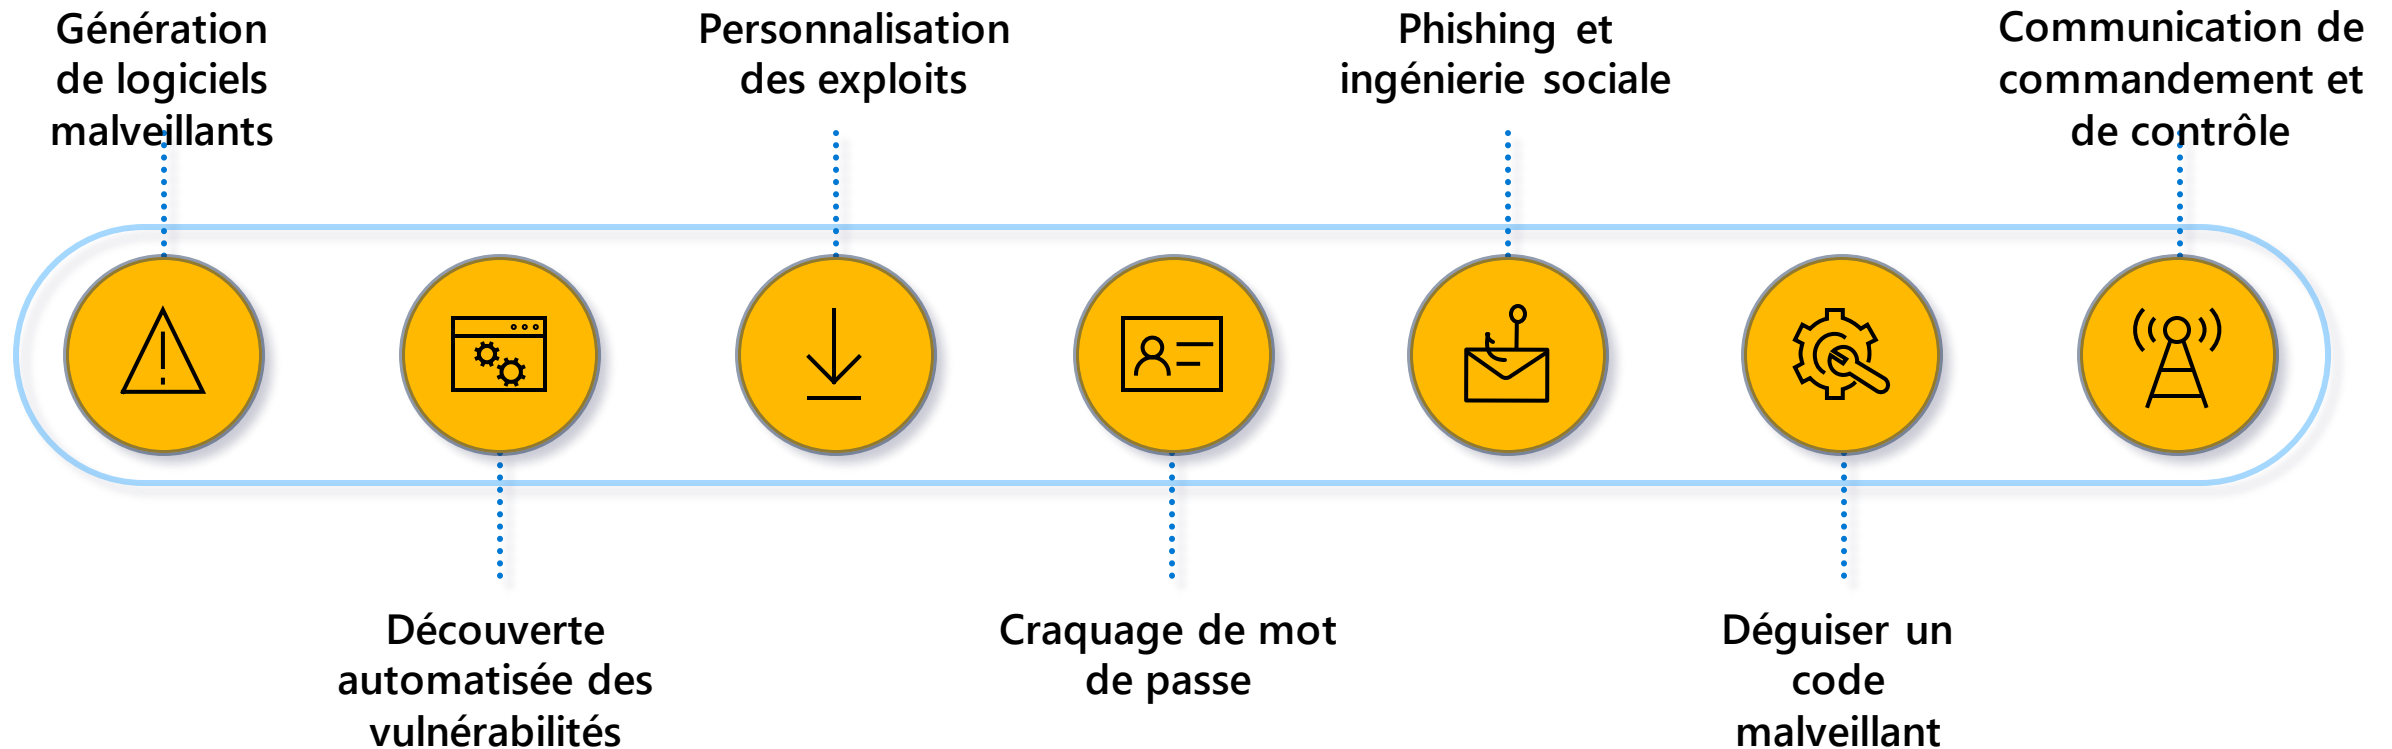 Génération
de logiciels
malveillants
Découverte
automatisée des
vulnérabilités
Personnalisation
des exploits
Craquage de mot
de passe
Phishing et
ingénierie sociale
Déguiser un
code
malveillant
Communication de
commandement et
de contrôle